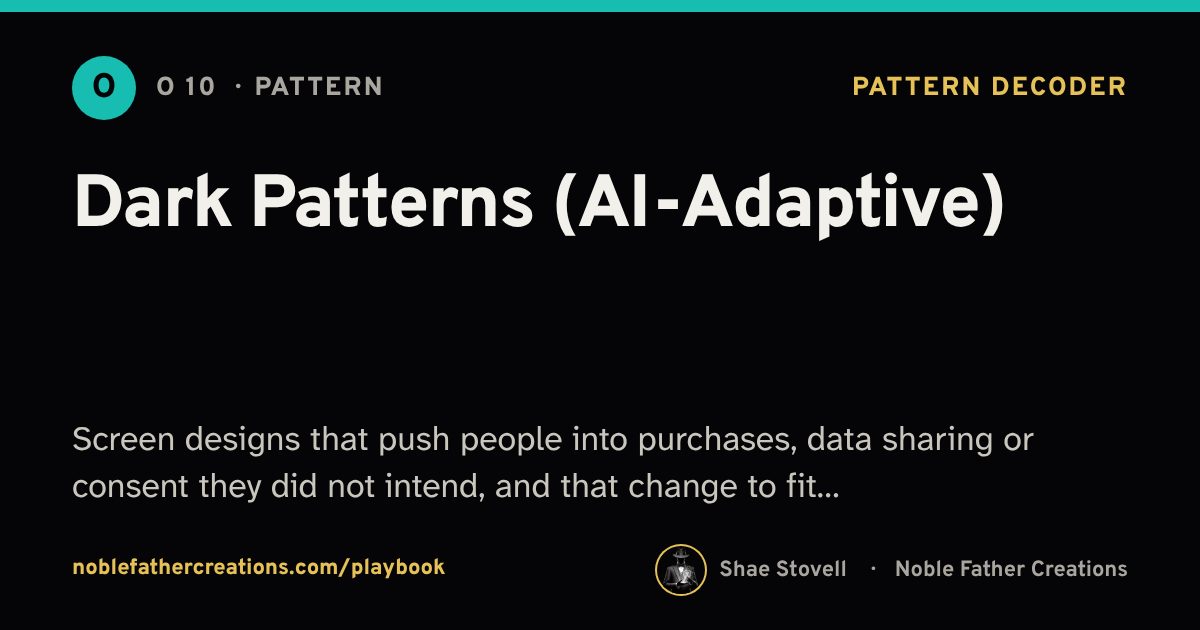 O O 10 · PATTERN PATTERN DECODER
Dark Patterns (AI-Adaptive)
Screen designs that push people into purchases, data sharing or
consent they did not intend, and that change to fit...
noblefathercreations.com/playbook Shae Stovell · Noble Father Creations